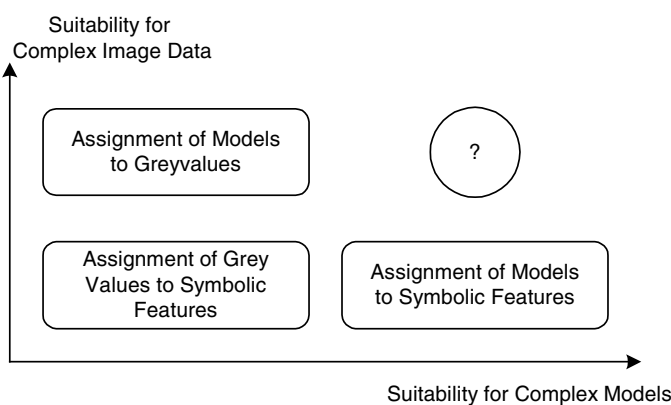 Suitability for
Complex Image Data
Assignment of Models
to Greyvalues
?
Assignment of Grey
Values to Symbolic
Features
Assignment of Models
to Symbolic Features
Suitability for Complex Models